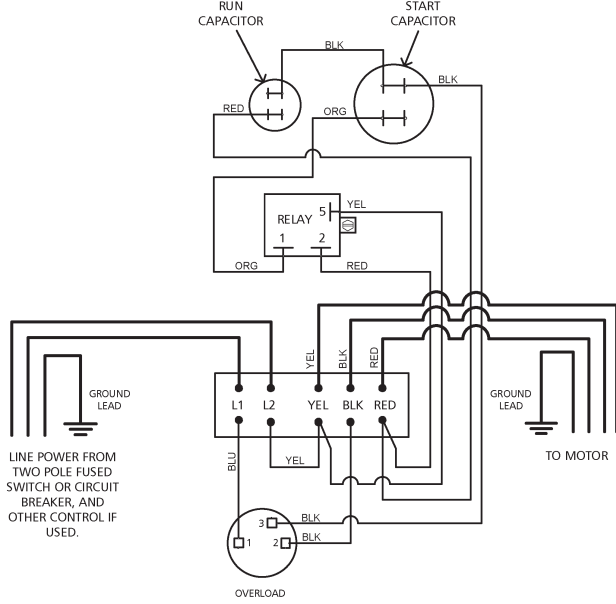 RUN
CAPACITOR
START
CAPACITOR
BLK
BLK
RED
ORG
5
YEL
RELAY
1
2
ORG
RED
YEL
BLK
RED
GROUND
LEAD
GROUND
LEAD
L1
L2
YEL
BLK
RED
LINE POWER FROM
TWO POLE FUSED
SWITCH OR CIRCUIT
BREAKER, AND
OTHER CONTROL IF
USED.
TO MOTOR
BLU
YEL
3
BLK
1
2
BLK
OVERLOAD